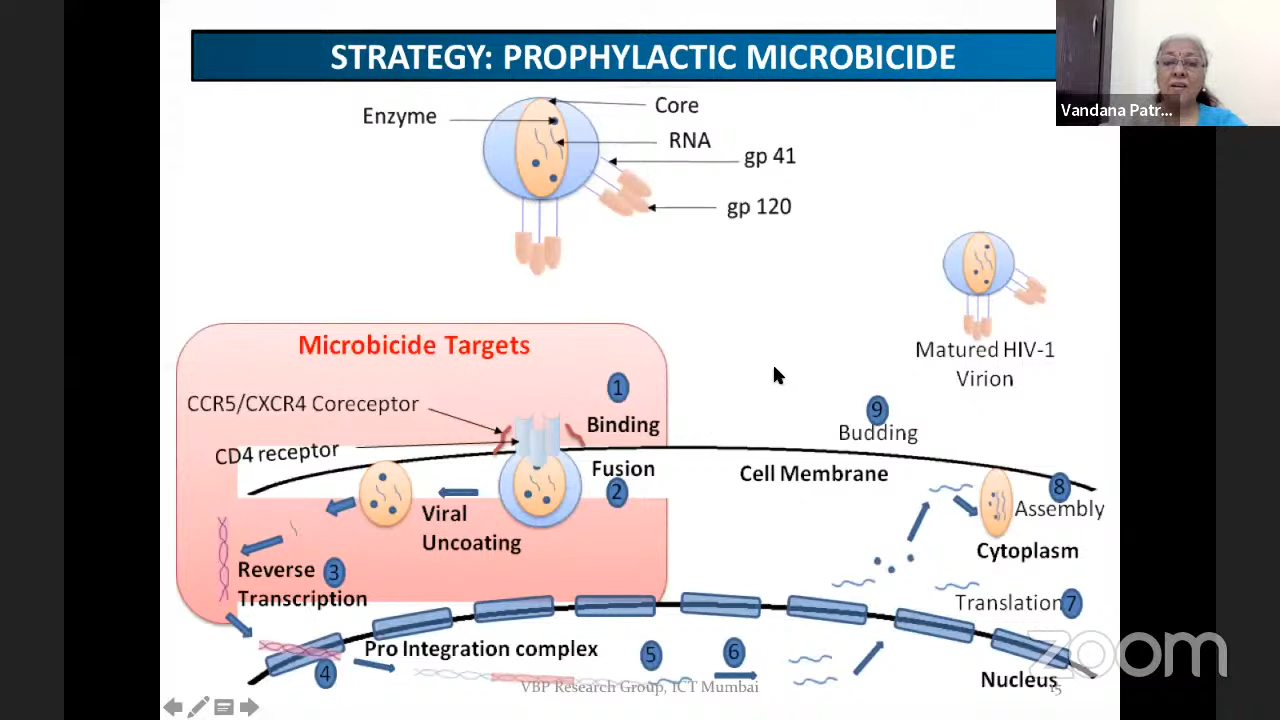 STRATEGY: PROPHYLACTIC MICROBICIDE
Vandana Patr...
Enzyme
Core
RNA
gp 41
gp 120
Matured HIV-1
Virion
Microbicide Targets
CCR5/CXCR4 Coreceptor
CD4 receptor
1
Binding
Fusion
2
Viral
Uncoating
Reverse 3
Transcription
Cell Membrane
9
Budding
8
Assembly
Cytoplasm
Translation 7
Pro Integration complex
4
5
6
Nucleus
zoom
VBP Research Group, ICT Mumbai
15